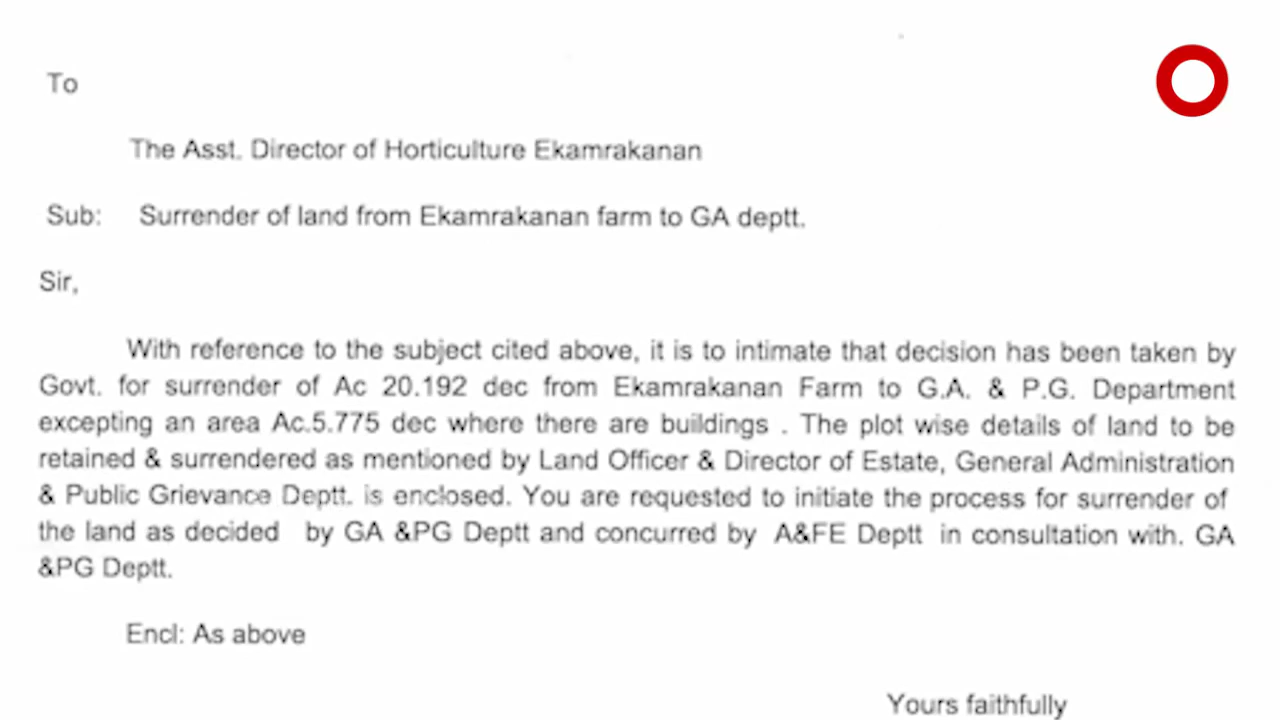 To
The Asst. Director of Horticulture Ekamrakanan
Sub: Surrender of land from Ekamrakanan farm to GA deptt.
Sir,
With reference to the subject cited above, it is to intimate that decision has been taken by
Govt. for surrender of Ac 20.192 dec from Ekamrakanan Farm to G.A. & P.G. Department
excepting an area Ac.5.775 dec where there are buildings . The plot wise details of land to be
retained & surrendered as mentioned by Land Officer & Director of Estate, General Administration
& Public Grievance Deptt. is enclosed. You are requested to initiate the process for surrender of
the land as decided by GA &PG Deptt and concurred by A&FE Deptt in consultation with. GA
&PG Deptt.
Encl: As above
Yours faithfully